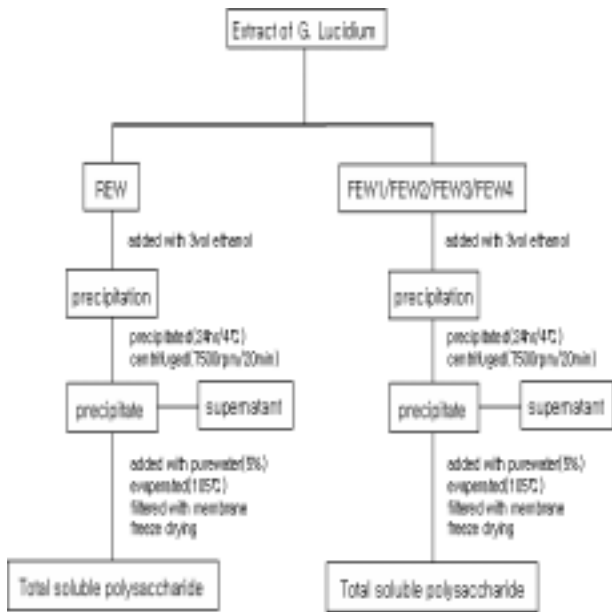 Extract of G. Lucidium
REW
added with 3vol ethanol
precipitation
precipitated(24hr/4℃)
centrifuged(7500rpm/20min)
precipitate
supernatant
added with purewater(5%)
evaperated(105℃)
filtered with membrane
freeze drying
Total soluble polysaccharide
FEW1/FEW2/FEW3/FEW4
added with 3vol ethanol
precipitation
precipitated(24hr/4℃)
centrifuged(7500rpm/20min)
precipitate
supernatant
added with purewater(5%)
evaperated(105℃)
filtered with membrane
freeze drying
Total soluble polysaccharide